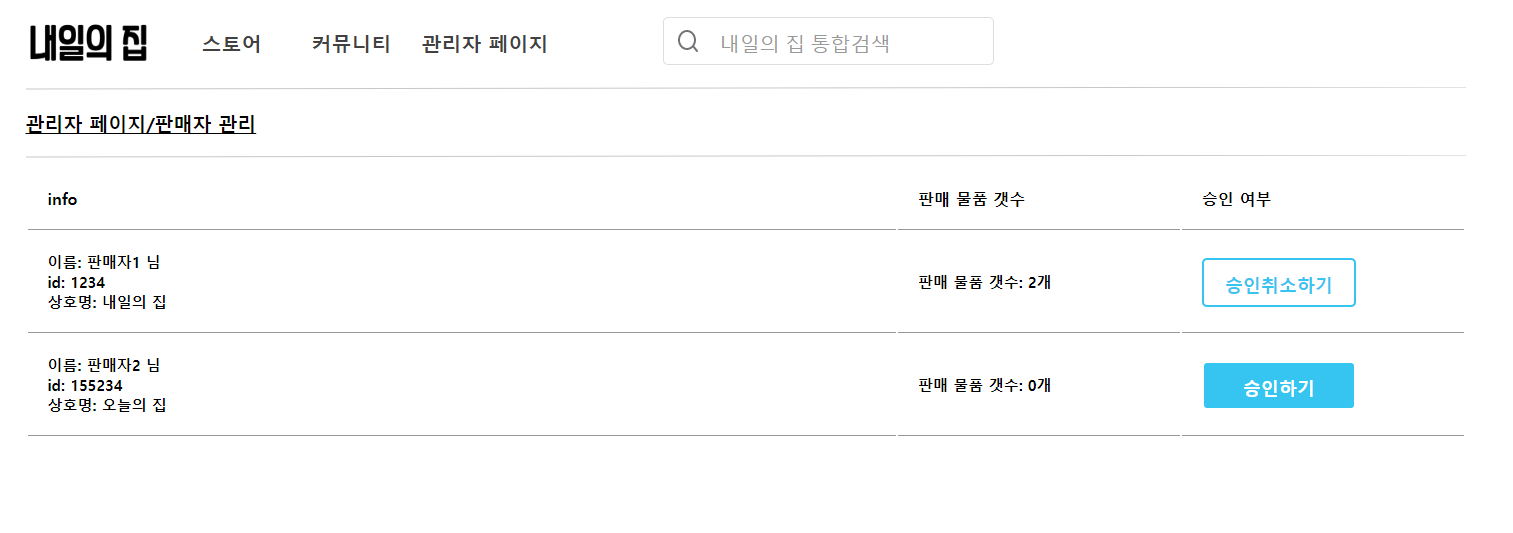 내일의 집 스토어 커뮤니티 관리자 페이지 내일의 집 통합검색
관리자 페이지/판매자 관리
info 판매 물품 갯수 승인 여부
이름: 판매자1 님
id: 1234
상호명: 내일의 집
판매 물품 갯수: 2개
승인취소하기
이름: 판매자2 님
id: 155234
상호명: 오늘의 집
판매 물품 갯수: 0개
승인하기